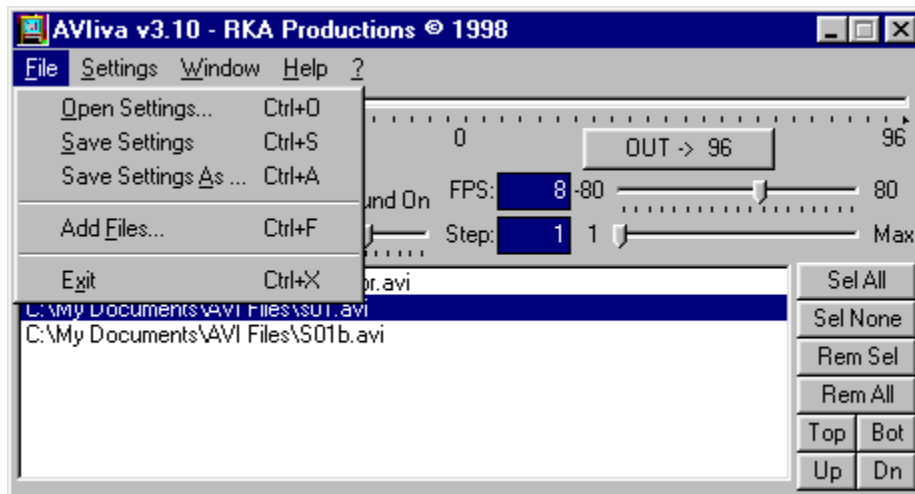 AVIiva v3.10 - RKA Productions © 1998
File Settings Window Help ?
Open Settings... Ctrl+O
Save Settings Ctrl+S
Save Settings As ... Ctrl+A
Add Files... Ctrl+F
Exit Ctrl+X
0 OUT -> 96 96
und On FPS: 8 -80 80
Step: 1 1 Max
r.avi
C:\My Documents\AVI Files\s01.avi
C:\My Documents\AVI Files\S01b.avi
Sel All
Sel None
Rem Sel
Rem All
Top Bot
Up Dn